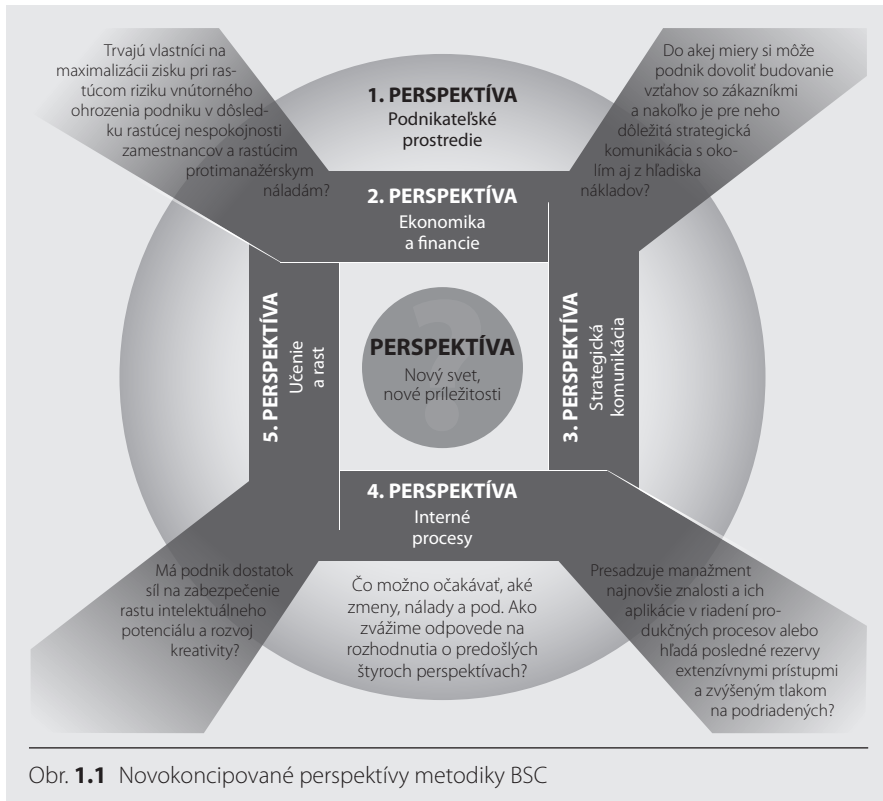 Trvajú vlastníci na
maximalizácii zisku pri ras-
túcom riziku vnútorného
ohrozenia podniku v dôsled-
ku rastúcej nespokojnosti
zamestnancov a rastúcim
protimanažérskym
náladám?
1. PERSPEKTÍVA
Podnikateľské
prostredie
Do akej miery si môže
podnik dovoliť budovanie
vzťahov so zákazníkmi
a nakoľko je pre neho
dôležitá strategická
komunikácia s oko-
lím aj z hľadiska
nákladov?
2. PERSPEKTÍVA
Ekonomika
a financie
5. PERSPEKTÍVA
Učenie
a rast
?
PERSPEKTÍVA
Nový svet,
nové príležitosti
3. PERSPEKTÍVA
Strategická
komunikácia
4. PERSPEKTÍVA
Interné
procesy
Má podnik dostatok
síl na zabezpečenie
rastu intelektuálneho
potenciálu a rozvoj
kreativity?
Čo možno očakávať, aké
zmeny, nálady a pod. Ako
zvážime odpovede na
rozhodnutia o predošlých
štyroch perspektívach?
Presadzuje manažment
najnovšie znalosti a ich
aplikácie v riadení pro-
dukčných procesov alebo
hľadá posledné rezervy
extenzívnymi prístupmi
a zvýšeným tlakom
na podriadených?
Obr. 1.1 Novokoncipované perspektívy metodiky BSC